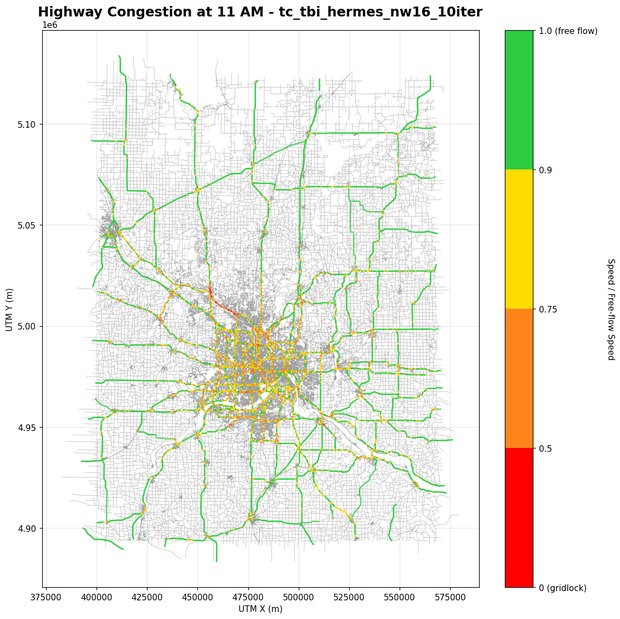 Highway Congestion at 11 AM - tc_tbi_hermes_nw16_10iter
1e6
1.0 (free flow)
5.10
0.9
5.05
0.75
5.00
UTM Y (m)
Speed / Free-flow Speed
0.5
4.95
4.90
0 (gridlock)
375000 400000 425000 450000 475000 500000 525000 550000 575000
UTM X (m)